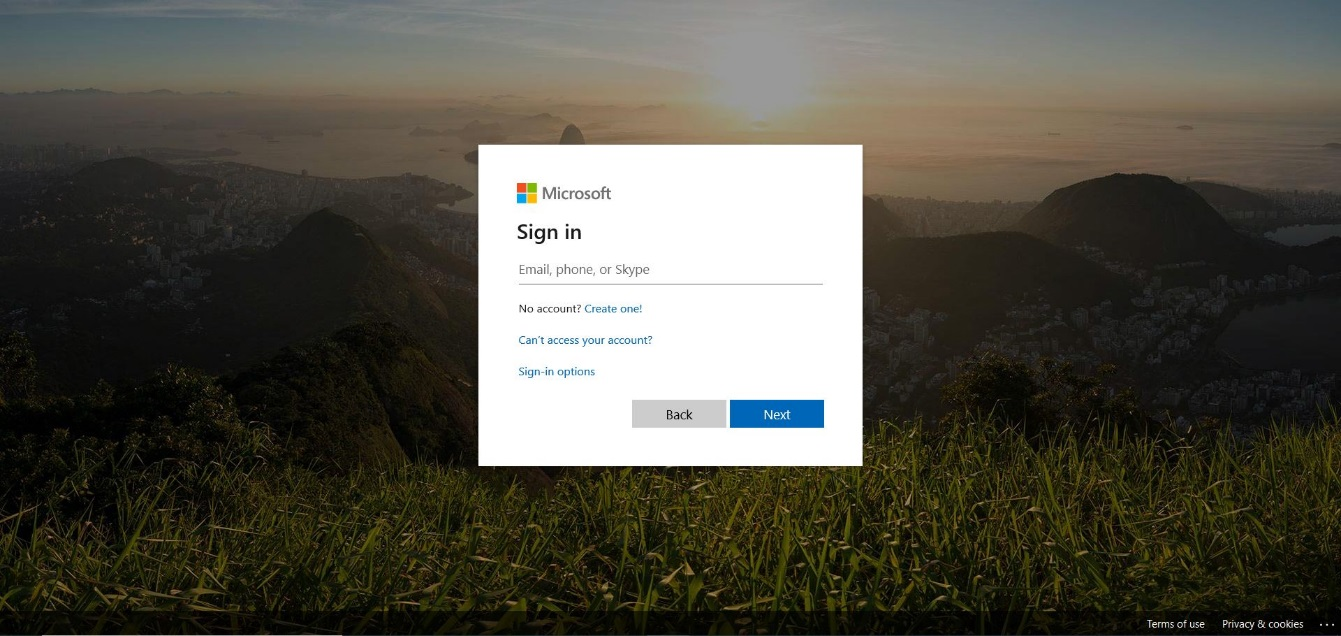 Microsoft
Sign in
Email, phone, or Skype
No account? Create one!
Can't access your account?
Sign-in options
Back Next
Terms of use Privacy & cookies ...